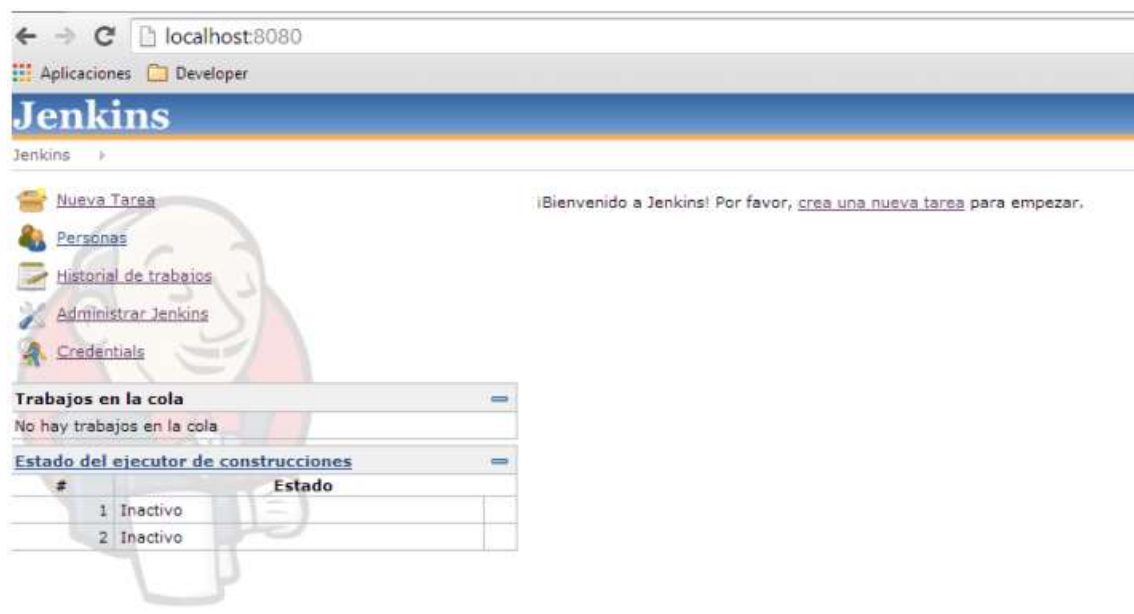 localhost:8080
Aplicaciones Developer
Jenkins
Jenkins
Nueva Tarea
Personas
Historial de trabajos
Administrar Jenkins
Credentials
¡Bienvenido a Jenkins! Por favor, crea una nueva tarea para empezar.
Trabajos en la cola
No hay trabajos en la cola
Estado del ejecutor de construcciones
# Estado
1 Inactivo
2 Inactivo